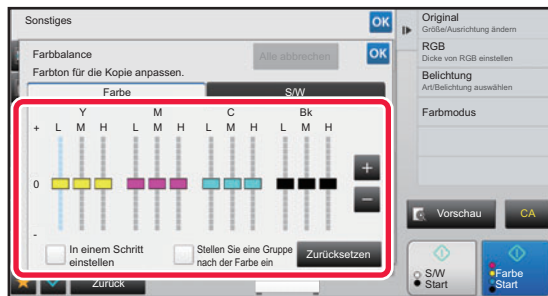 Sonstiges
OK
Farbbalance
Alle abbrechen
OK
Farbton für die Kopie anpassen.
Farbe
S/W
Y
M
C
Bk
+
L M H
L M H
L M H
L M H
+
0
-
-
In einem Schritt
einstellen
Stellen Sie eine Gruppe
nach der Farbe ein
Zurücksetzen
Zurück
Original
Größe/Ausrichtung ändern
RGB
Dicke von RGB einstellen
Belichtung
Art/Belichtung auswählen
Farbmodus
Vorschau
CA
S/W
Start
Farbe
Start